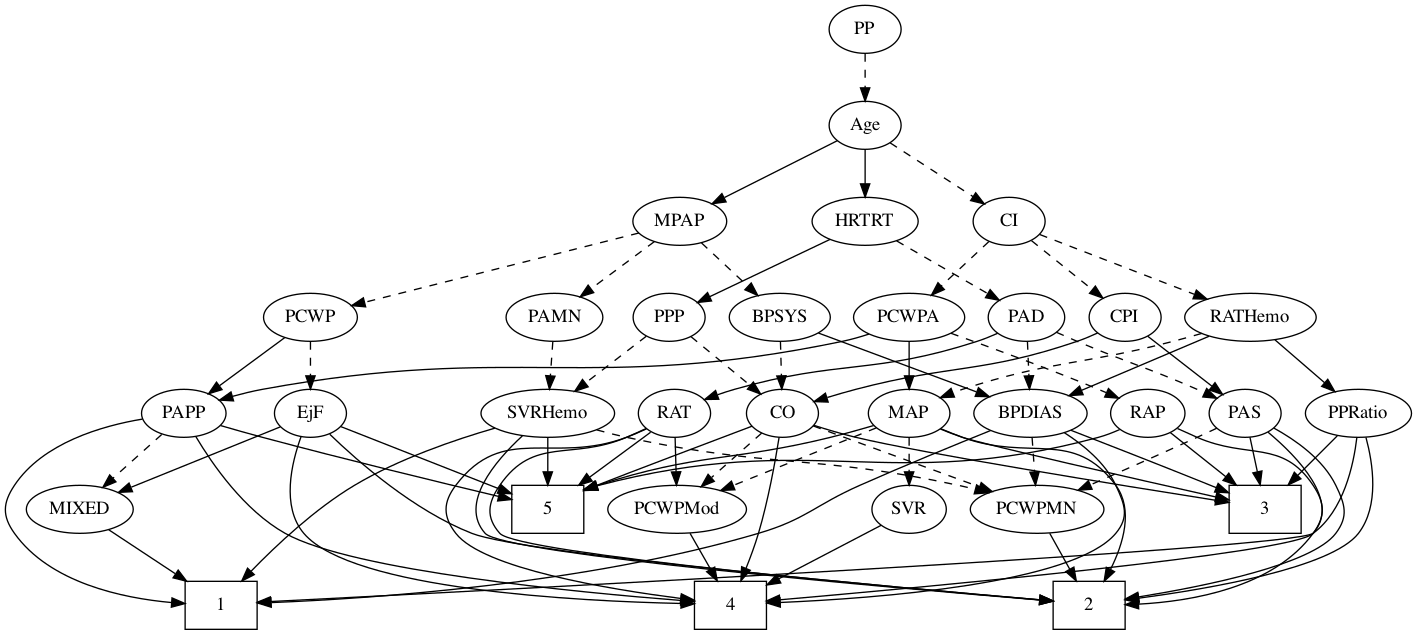 PP
Age
MPAP
HRTRT
CI
PCWP
PAMN
PPP
BPSYS
PCWPA
PAD
CPI
RATHemo
PAPP
EjF
SVRHemo
RAT
CO
MAP
BPDIAS
RAP
PAS
PPRatio
MIXED
5
PCWPMod
SVR
PCWPMN
3
1
4
2